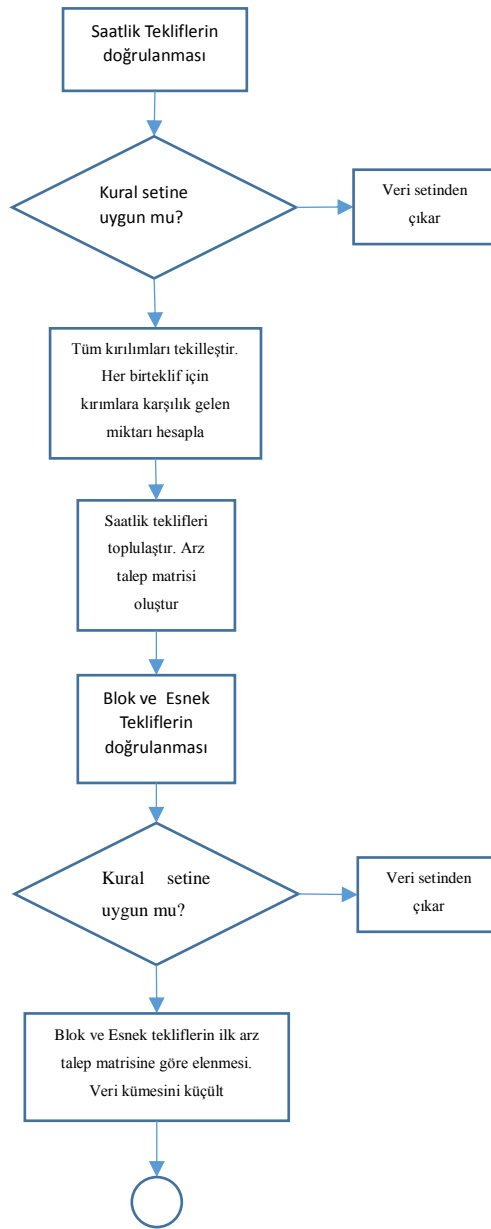 Saatlik Tekliflerin
doğrulanması
Kural setine
uygun mu?
Veri setinden
çıkar
Tüm kırılımları tekilleştir.
Her birteklif için
kırımlara karşılık gelen
miktarı hesapla
Saatlik teklifleri
toplulaştır. Arz
talep matrisi
oluştur
Blok ve Esnek
Tekliflerin
doğrulanması
Kural setine
uygun mu?
Veri setinden
çıkar
Blok ve Esnek tekliflerin ilk arz
talep matrisine göre elenmesi.
Veri kümesini küçült